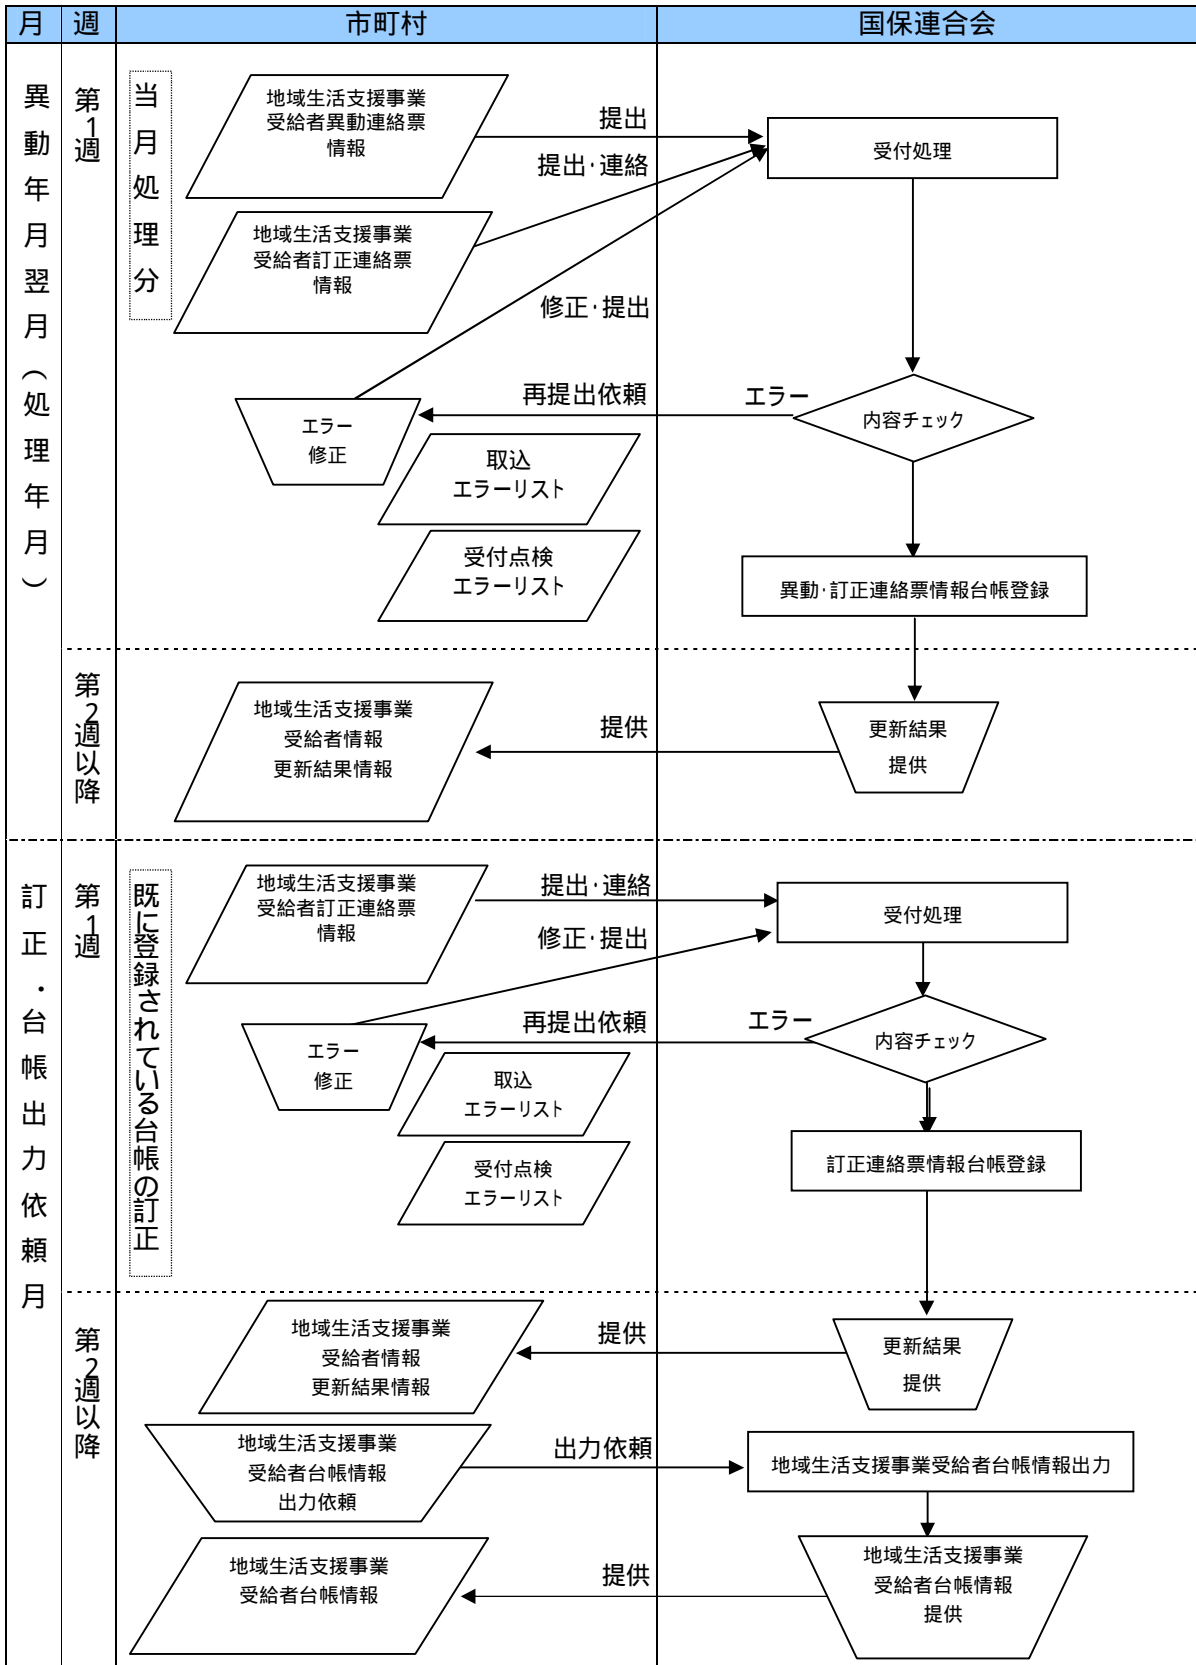 月
週
市町村
国保連合会
異動年月翌月(処理年月)
第1週
当月処理分
地域生活支援事業
受給者異動連絡票
情報
提出
受付処理
提出・連絡
地域生活支援事業
受給者訂正連絡票
情報
修正・提出
再提出依頼
エラー
内容チェック
エラー
修正
取込
エラーリスト
受付点検
エラーリスト
異動・訂正連絡票情報台帳登録
第2週以降
地域生活支援事業
受給者情報
更新結果情報
提供
更新結果
提供
訂正・台帳出力依頼月
第1週
既に登録されている台帳の訂正
地域生活支援事業
受給者訂正連絡票
情報
提出・連絡
受付処理
修正・提出
再提出依頼
エラー
内容チェック
エラー
修正
取込
エラーリスト
受付点検
エラーリスト
訂正連絡票情報台帳登録
第2週以降
地域生活支援事業
受給者情報
更新結果情報
提供
更新結果
提供
地域生活支援事業
受給者台帳情報
出力依頼
出力依頼
地域生活支援事業受給者台帳情報出力
地域生活支援事業
受給者台帳情報
提供
地域生活支援事業
受給者台帳情報
提供